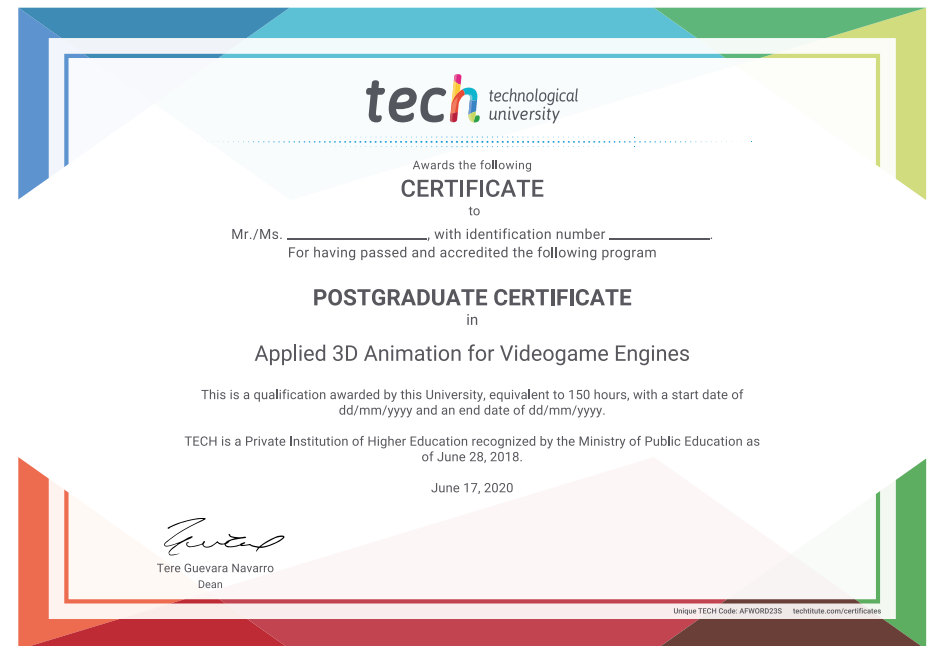 tech technological
university
Awards the following
CERTIFICATE
to
Mr./Ms. ____________________, with identification number ______________.
For having passed and accredited the following program
POSTGRADUATE CERTIFICATE
in
Applied 3D Animation for Videogame Engines
This is a qualification awarded by this University, equivalent to 150 hours, with a start date of
dd/mm/yyyy and an end date of dd/mm/yyyy.
TECH is a Private Institution of Higher Education recognized by the Ministry of Public Education as
of June 28, 2018.
June 17, 2020
Tere Guevara Navarro
Dean
Unique TECH Code: AFWORD23S techtitute.com/certificates